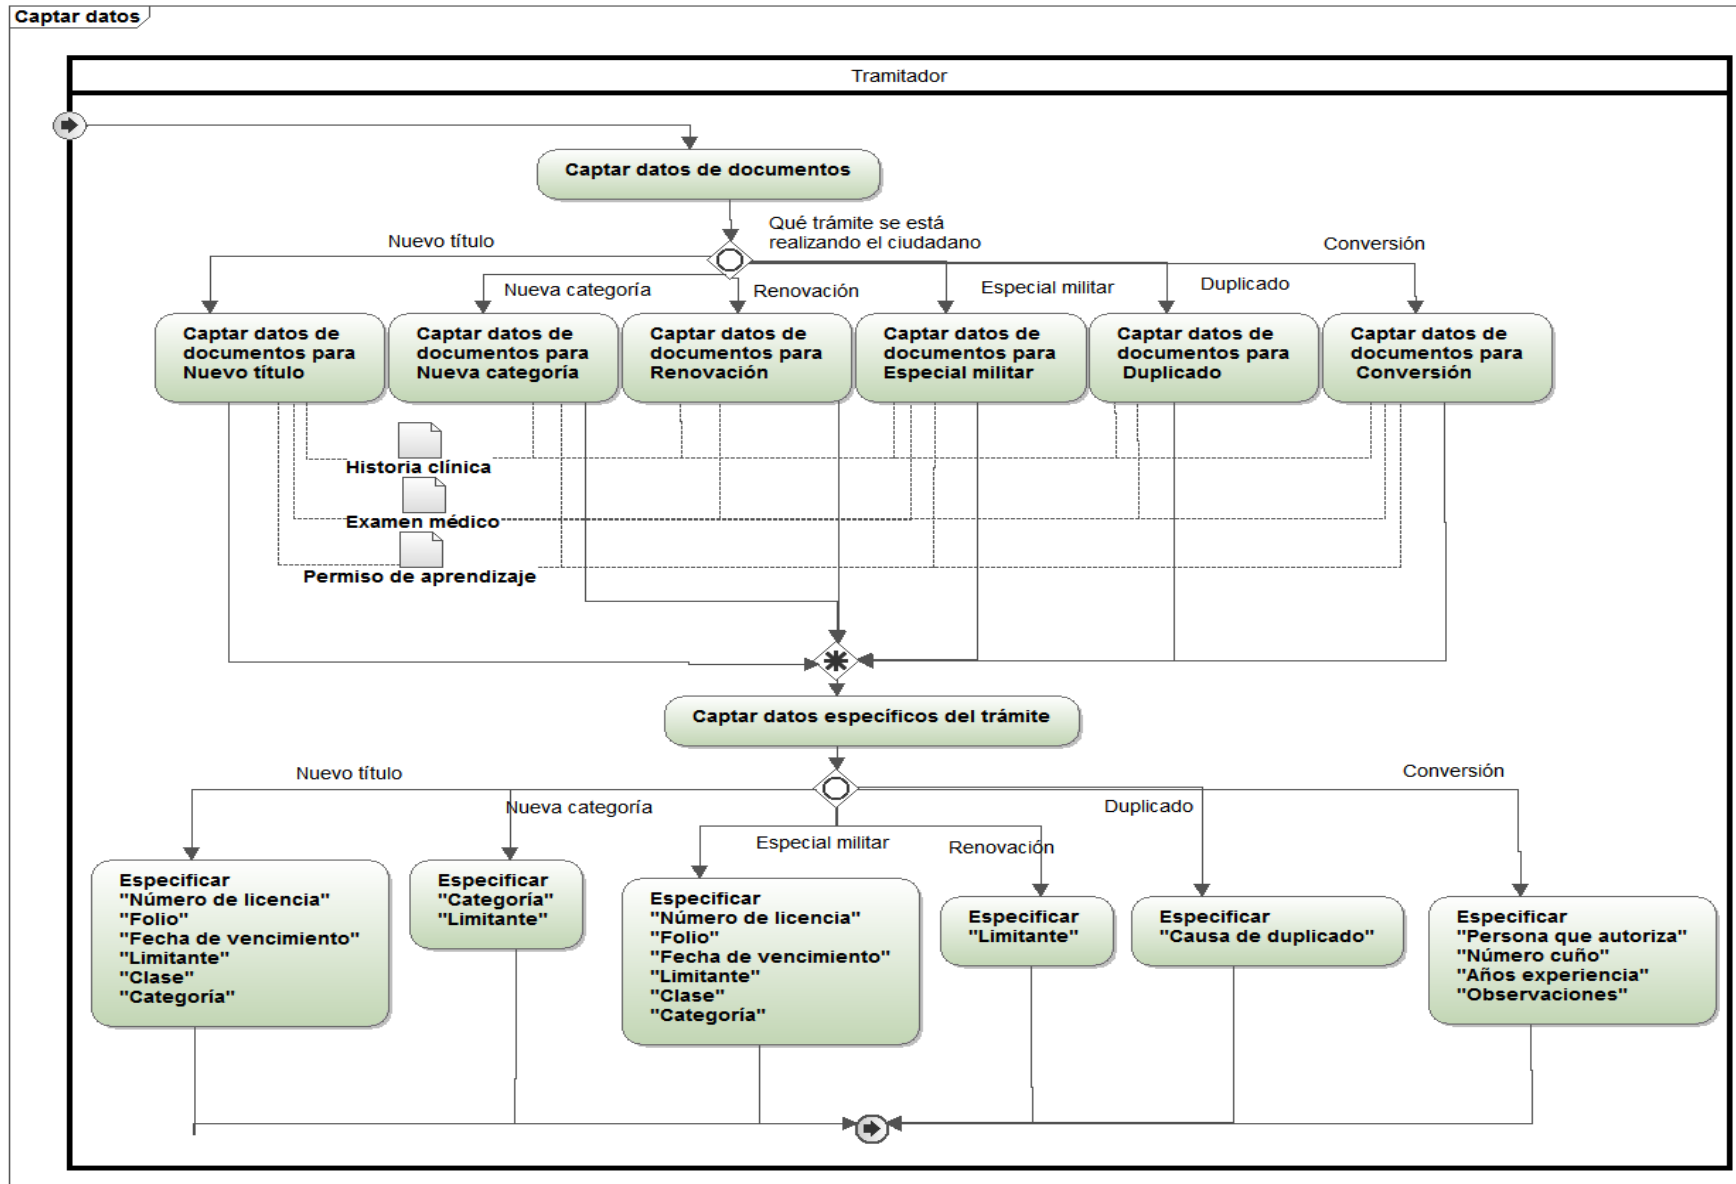 Captar datos
Tramitador
Captar datos de documentos
Qué trámite se está
realizando el ciudadano
Nuevo título
Nueva categoría
Renovación
Especial militar
Duplicado
Conversión
Captar datos de
documentos para
Nuevo título
Captar datos de
documentos para
Nueva categoría
Captar datos de
documentos para
Renovación
Captar datos de
documentos para
Especial militar
Captar datos de
documentos para
Duplicado
Captar datos de
documentos para
Conversión
Historia clínica
Examen médico
Permiso de aprendizaje
Captar datos específicos del trámite
Nuevo título
Nueva categoría
Especial militar
Renovación
Duplicado
Conversión
Especificar
"Número de licencia"
"Folio"
"Fecha de vencimiento"
"Limitante"
"Clase"
"Categoría"
Especificar
"Categoría"
"Limitante"
Especificar
"Número de licencia"
"Folio"
"Fecha de vencimiento"
"Limitante"
"Clase"
"Categoría"
Especificar
"Limitante"
Especificar
"Causa de duplicado"
Especificar
"Persona que autoriza"
"Número cuño"
"Años experiencia"
"Observaciones"